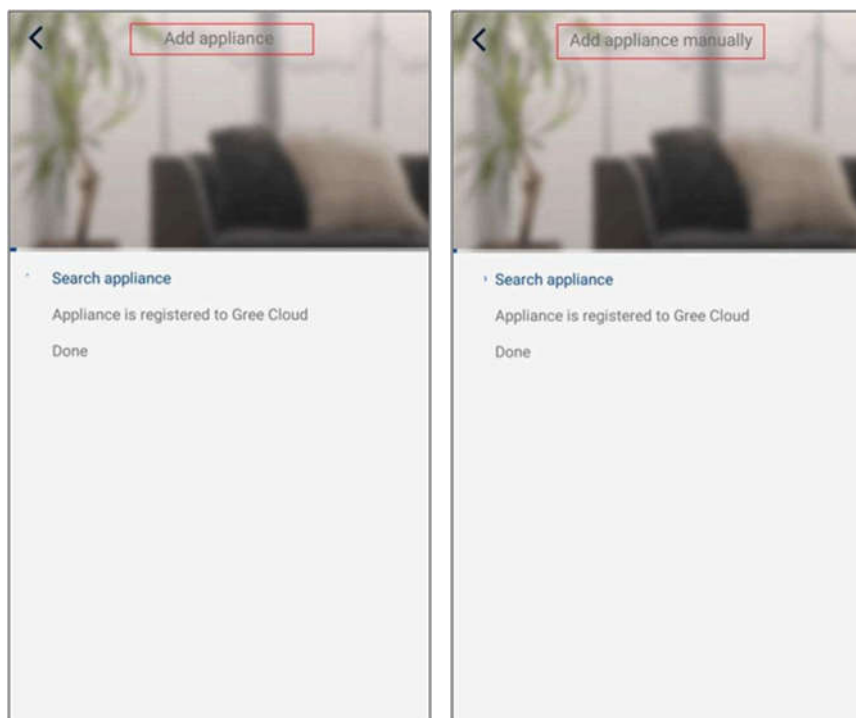 Add appliance
Search appliance
Appliance is registered to Gree Cloud
Done
Add appliance manually
Search appliance
Appliance is registered to Gree Cloud
Done